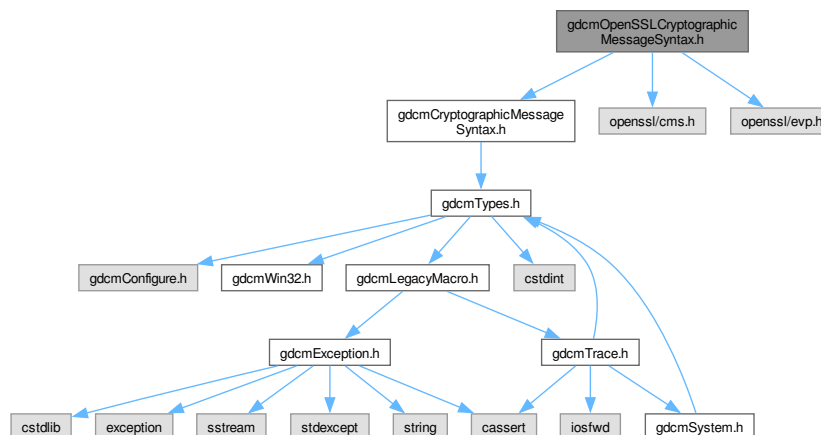 gdcmOpenSSLCryptographic
MessageSyntax.h
gdcmCryptographicMessage
Syntax.h
openssl/cms.h
openssl/evp.h
gdcmTypes.h
gdcmConfigure.h
gdcmWin32.h
gdcmLegacyMacro.h
cstdint
gdcmException.h
gdcmTrace.h
cstdlib
exception
sstream
stdexcept
string
cassert
iosfwd
gdcmSystem.h